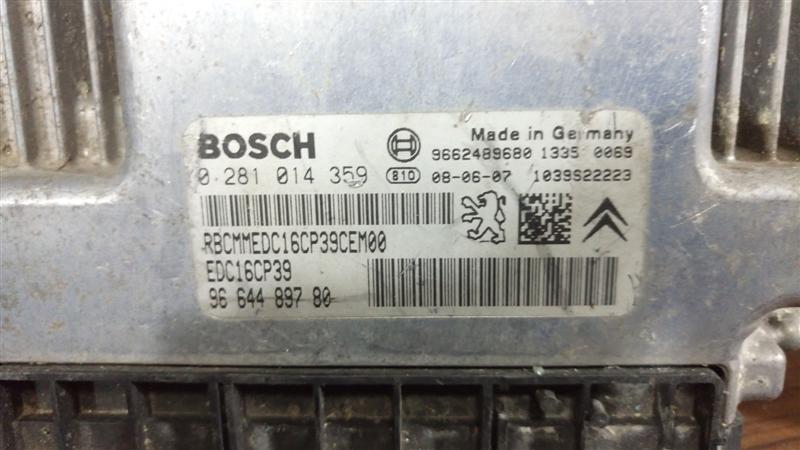 Made in Germany
BOSCH 9662489680 1335 0069
0 281 014 359 810 08-06-07 1039S22223
RBCMMEDC16CP39CEM00
EDC16CP39
96 644 897 80